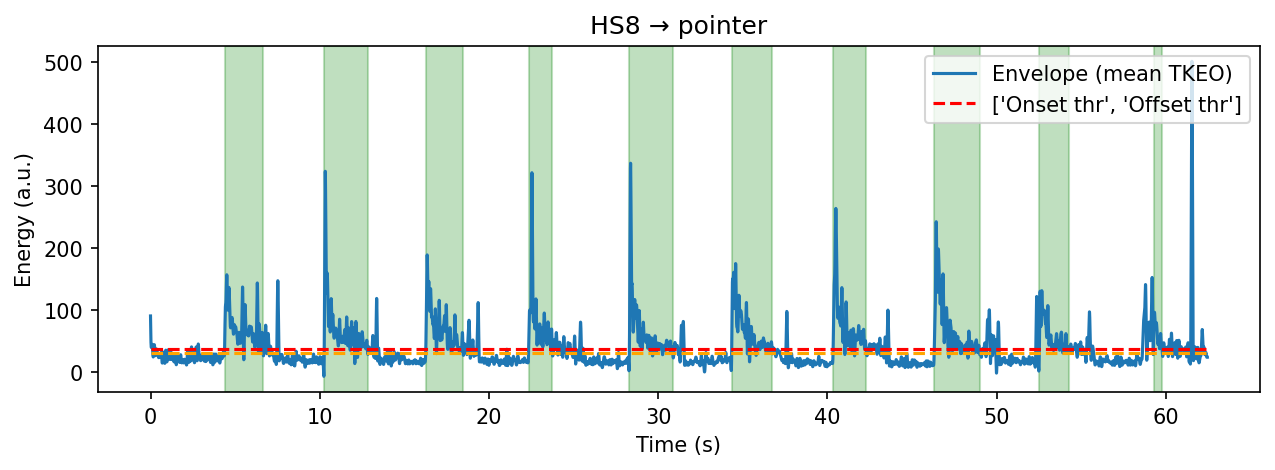 HS8 → pointer
Energy (a.u.)
500
400
300
200
100
0
Envelope (mean TKEO)
['Onset thr', 'Offset thr']
0 10 20 30 40 50 60
Time (s)